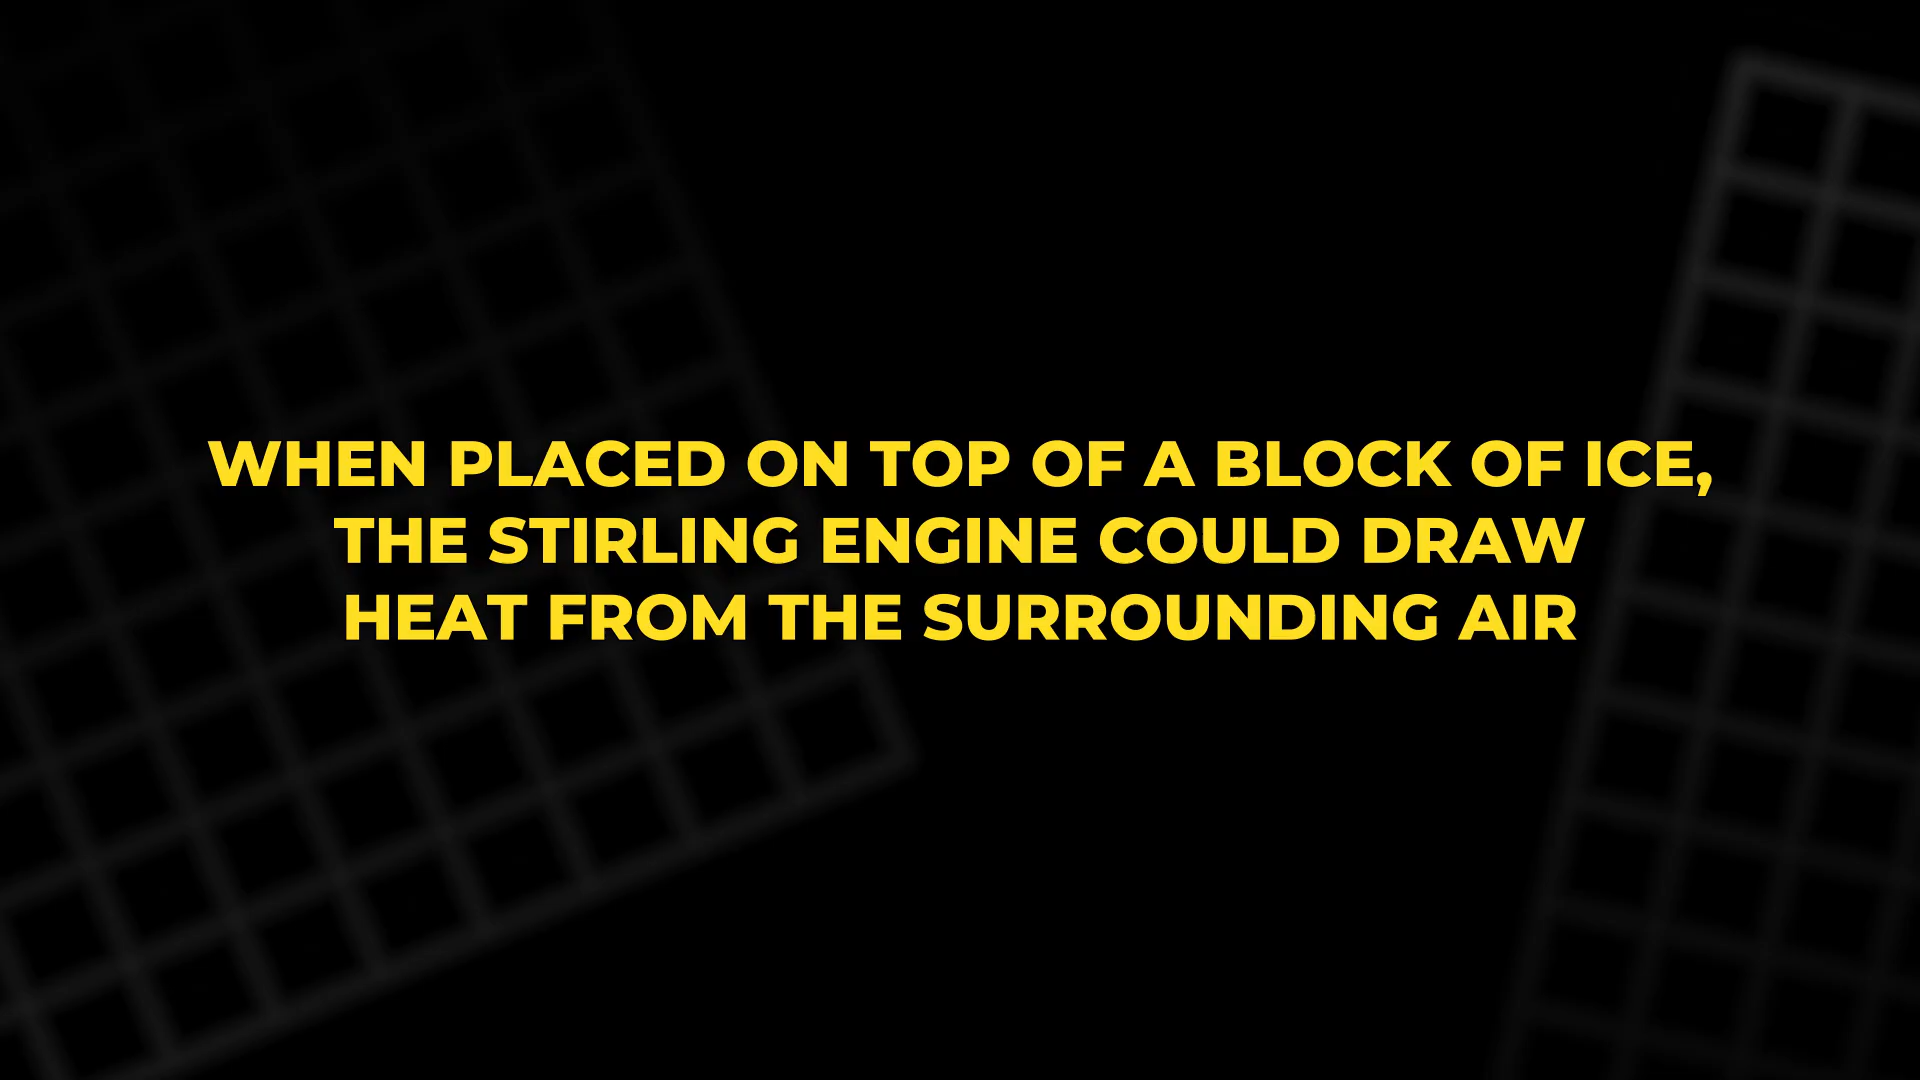 WHEN PLACED ON TOP OF A BLOCK OF ICE,
THE STIRLING ENGINE COULD DRAW
HEAT FROM THE SURROUNDING AIR